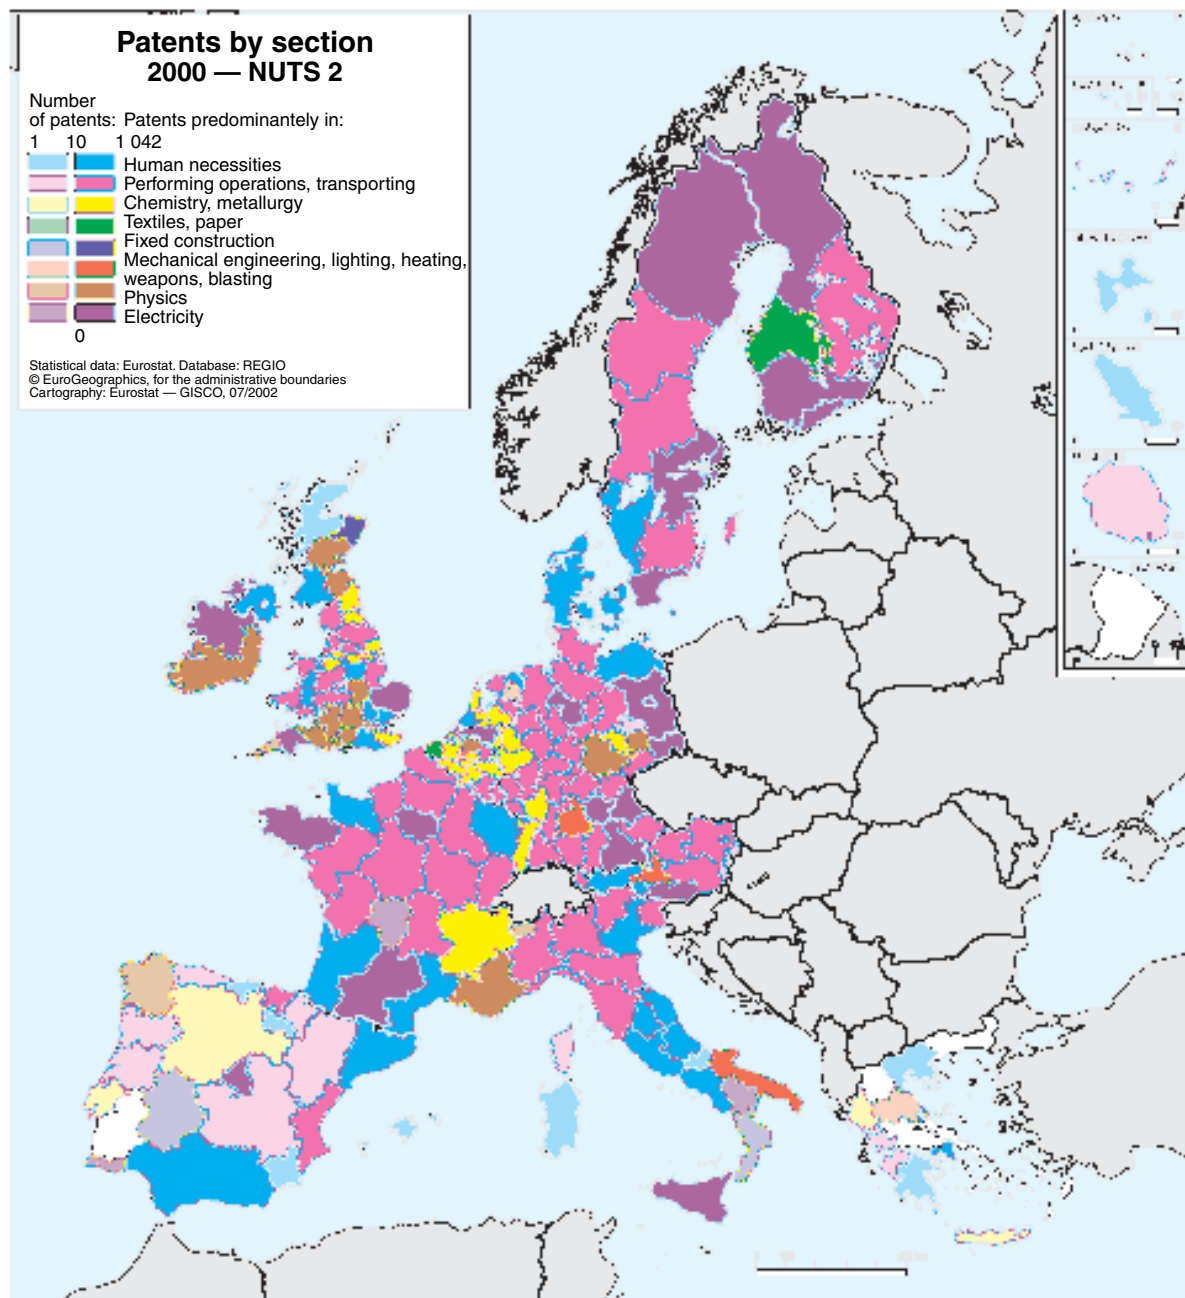 Patents by section
2000 — NUTS 2
Number
of patents: Patents predominantely in:
1 10 1 042
Human necessities
Performing operations, transporting
Chemistry, metallurgy
Textiles, paper
Fixed construction
Mechanical engineering, lighting, heating,
weapons, blasting
Physics
Electricity
0
Statistical data: Eurostat. Database: REGIO
© EuroGeographics, for the administrative boundaries
Cartography: Eurostat — GISCO, 07/2002